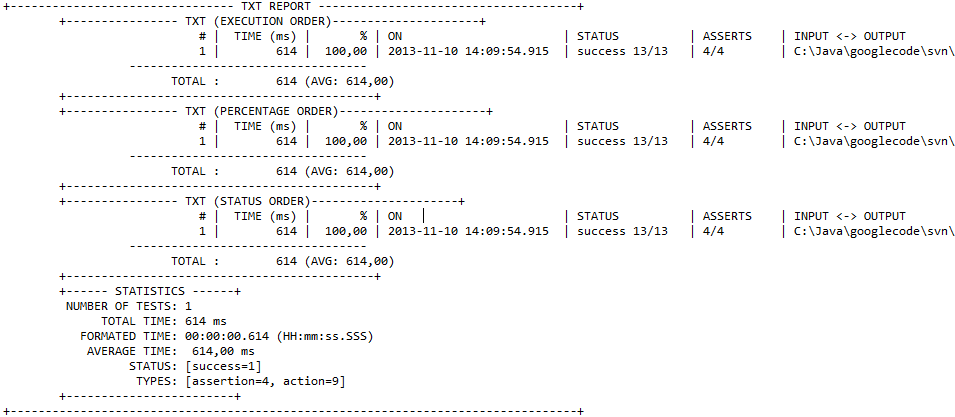 +-------------------------------- TXT REPORT -------------------------------------+
+---------------- TXT (EXECUTION ORDER)---------------------+
# | TIME (ms) | % | ON | STATUS | ASSERTS | INPUT <-> OUTPUT
1 | 614 | 100,00 | 2013-11-10 14:09:54.915 | success 13/13 | 4/4 | C:\Java\googlecode\svn\
----------------------------------
TOTAL : 614 (AVG: 614,00)
+--------------------------------------------+
+---------------- TXT (PERCENTAGE ORDER)---------------------+
# | TIME (ms) | % | ON | STATUS | ASSERTS | INPUT <-> OUTPUT
1 | 614 | 100,00 | 2013-11-10 14:09:54.915 | success 13/13 | 4/4 | C:\Java\googlecode\svn\
----------------------------------
TOTAL : 614 (AVG: 614,00)
+--------------------------------------------+
+---------------- TXT (STATUS ORDER)---------------------+
# | TIME (ms) | % | ON | STATUS | ASSERTS | INPUT <-> OUTPUT
1 | 614 | 100,00 | 2013-11-10 14:09:54.915 | success 13/13 | 4/4 | C:\Java\googlecode\svn\
----------------------------------
TOTAL : 614 (AVG: 614,00)
+--------------------------------------------+
+------ STATISTICS ------+
NUMBER OF TESTS: 1
TOTAL TIME: 614 ms
FORMATED TIME: 00:00:00.614 (HH:mm:ss.SSS)
AVERAGE TIME: 614,00 ms
STATUS: [success=1]
TYPES: [assertion=4, action=9]
+------------------------+
+---------------------------------------------------------------------------------+